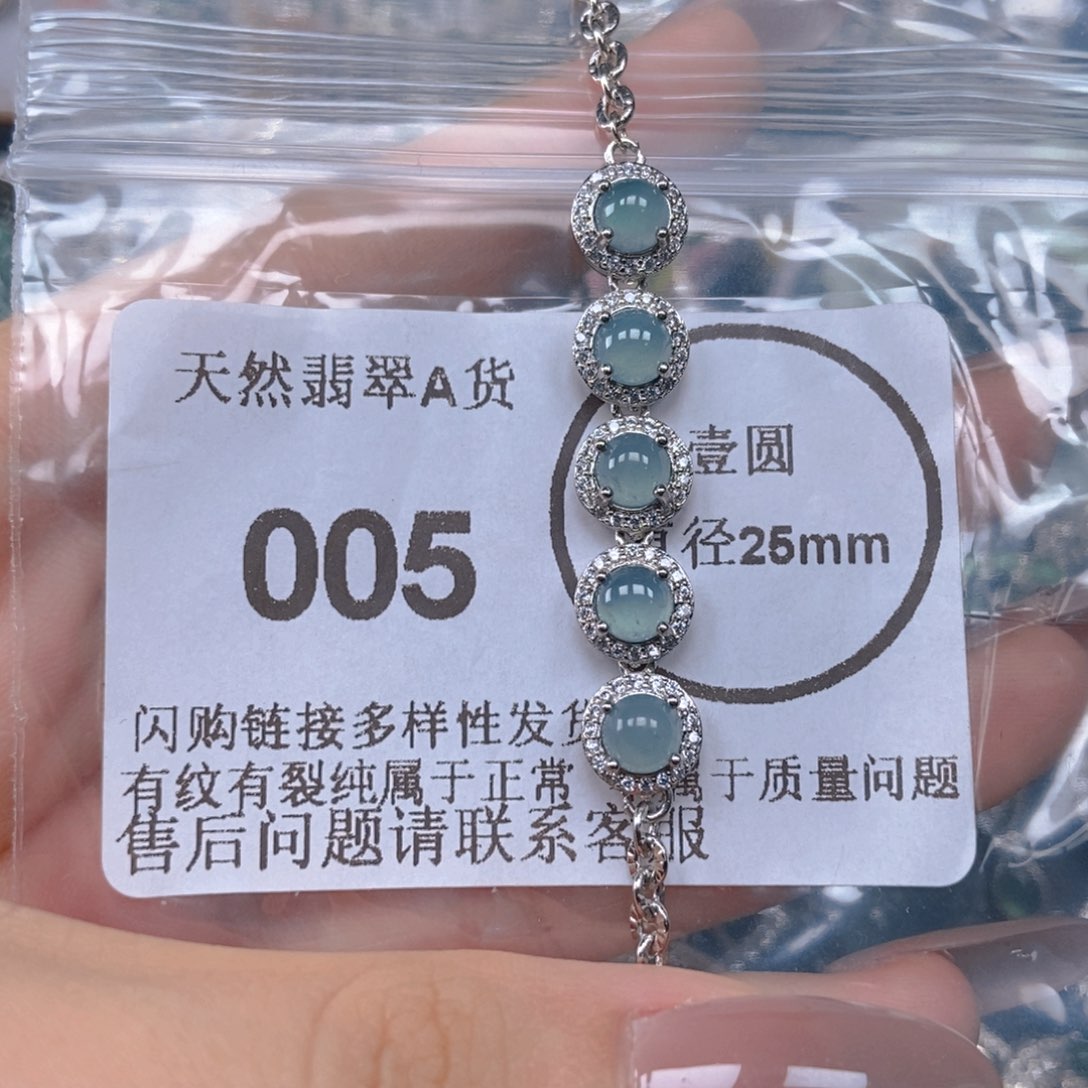 天然翡翠A货
壹圆
005
径25mm
闪购链接多样性发货
有纹有裂纯属于正常 属于质量问题
售后问题请联系客服